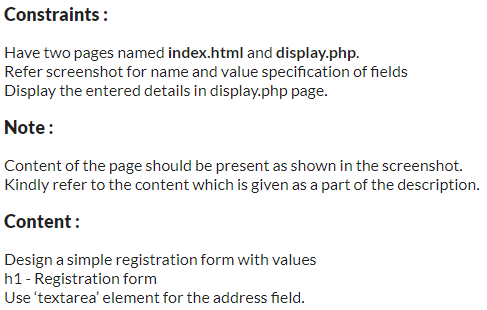 Constraints :
Have two pages named index.html and display.php.
Refer screenshot for name and value specification of fields
Display the entered details in display.php page.
Note :
Content of the page should be present as shown in the screenshot.
Kindly refer to the content which is given as a part of the description.
Content :
Design a simple registration form with values
h1 - Registration form
Use ‘textarea’ element for the address field.